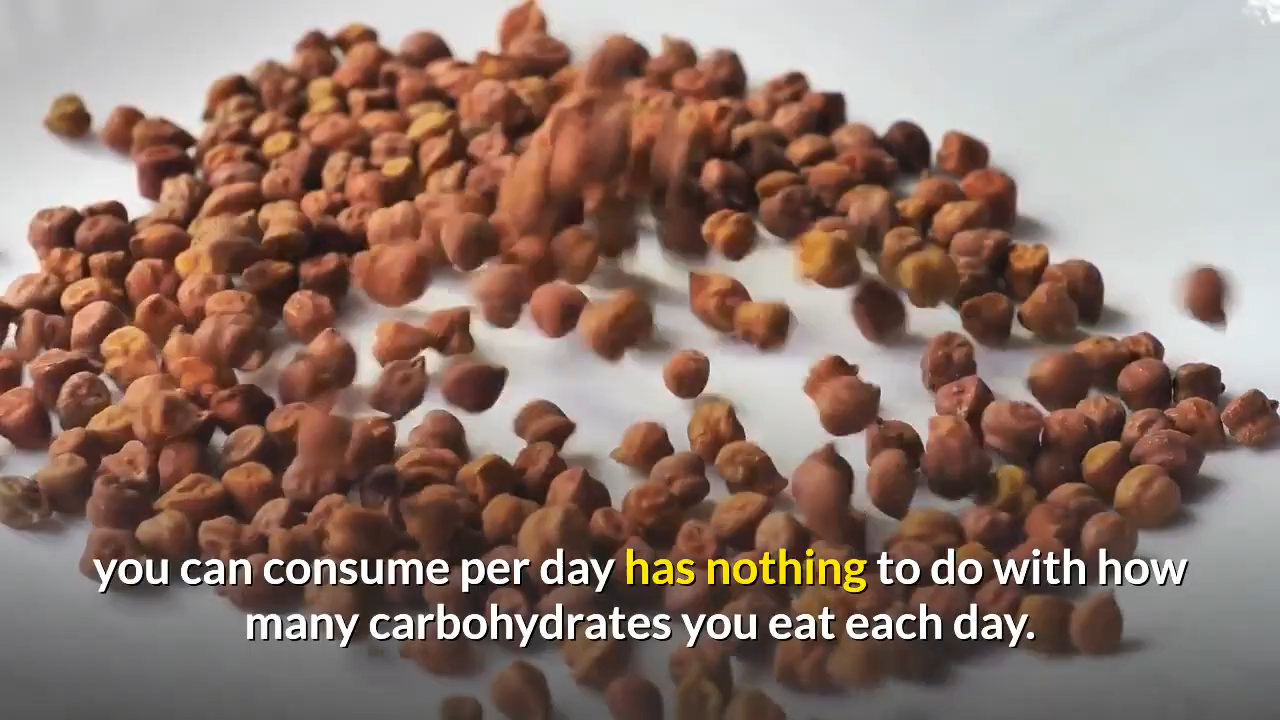 you can consume per day has nothing to do with how
many carbohydrates you eat each day.